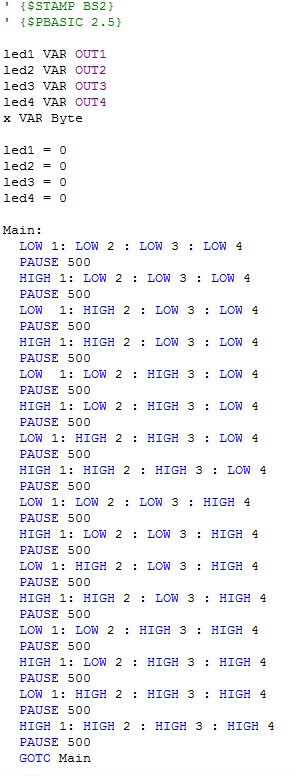 ' {$STAMP BS2}
' {$PBASIC 2.5}
led1 VAR OUT1
led2 VAR OUT2
led3 VAR OUT3
led4 VAR OUT4
x VAR Byte
led1 = 0
led2 = 0
led3 = 0
led4 = 0
Main:
LOW 1: LOW 2 : LOW 3 : LOW 4
PAUSE 500
HIGH 1: LOW 2 : LOW 3 : LOW 4
PAUSE 500
LOW  1: HIGH 2 : LOW 3 : LOW 4
PAUSE 500
HIGH 1: HIGH 2 : LOW 3 : LOW 4
PAUSE 500
LOW  1: LOW 2 : HIGH 3 : LOW 4
PAUSE 500
HIGH 1: LOW 2 : HIGH 3 : LOW 4
PAUSE 500
LOW 1: HIGH 2 : HIGH 3 : LOW 4
PAUSE 500
HIGH 1: HIGH 2 : HIGH 3 : LOW 4
PAUSE 500
LOW 1: LOW 2 : LOW 3 : HIGH 4
PAUSE 500
HIGH 1: LOW 2 : LOW 3 : HIGH 4
PAUSE 500
LOW 1: HIGH 2 : LOW 3 : HIGH 4
PAUSE 500
HIGH 1: HIGH 2 : LOW 3 : HIGH 4
PAUSE 500
LOW 1: LOW 2 : HIGH 3 : HIGH 4
PAUSE 500
HIGH 1: LOW 2 : HIGH 3 : HIGH 4
PAUSE 500
LOW 1: HIGH 2 : HIGH 3 : HIGH 4
PAUSE 500
HIGH 1: HIGH 2 : HIGH 3 : HIGH 4
PAUSE 500
GOTO Main